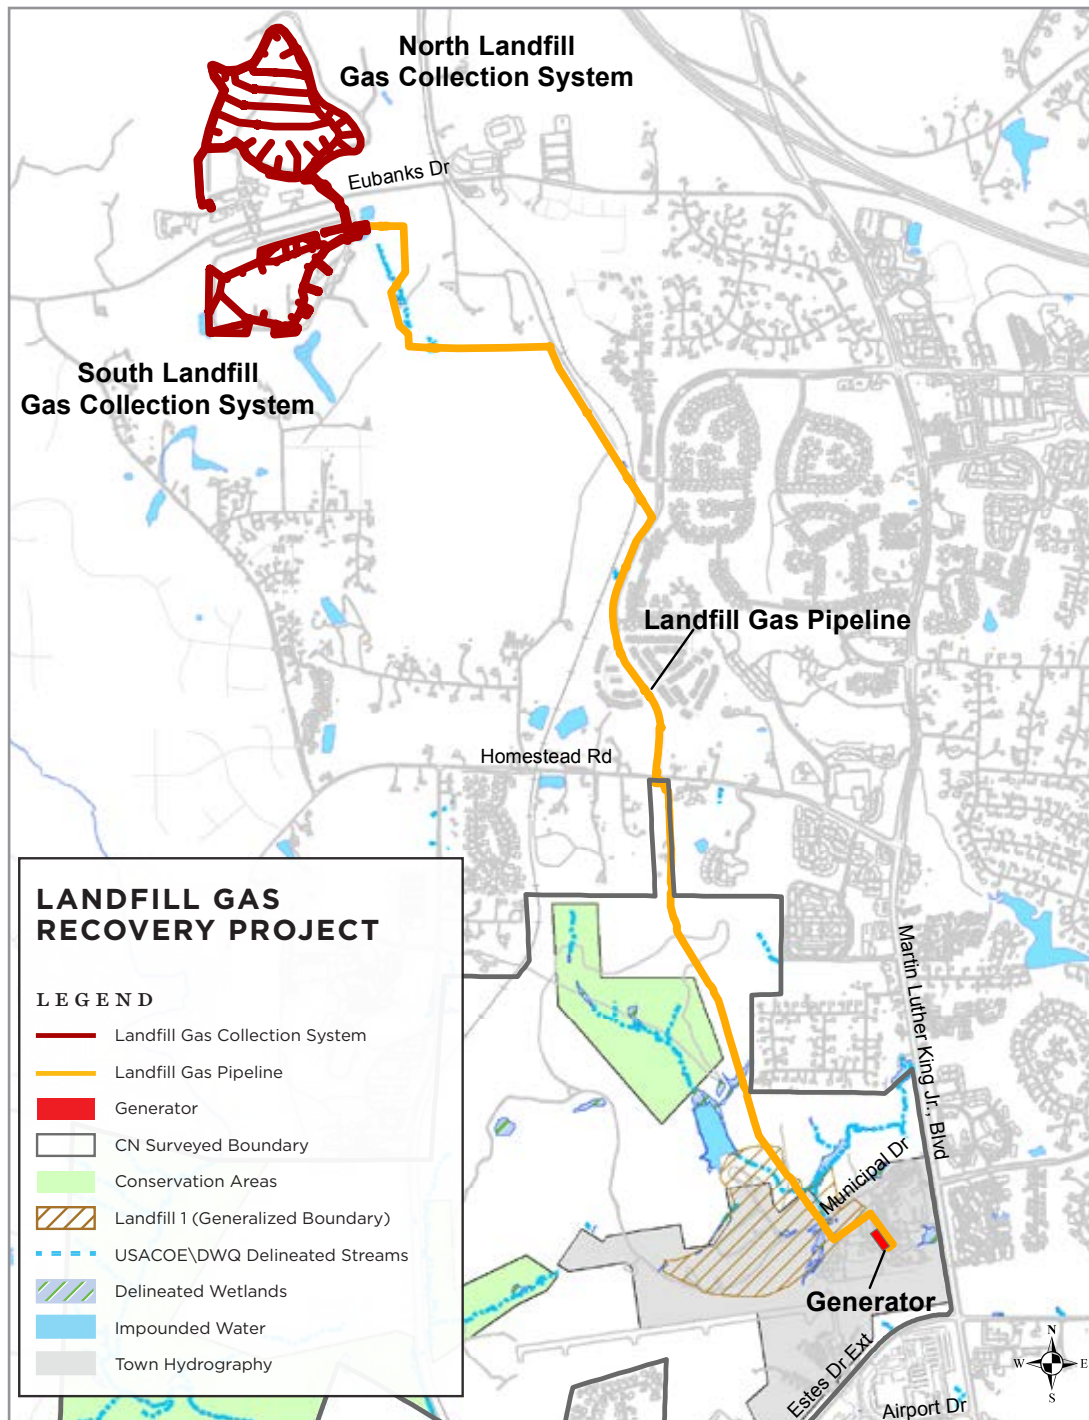 North Landfill
Gas Collection System
Eubanks Dr
South Landfill
Gas Collection System
Landfill Gas Pipeline
Homestead Rd
LANDFILL GAS
RECOVERY PROJECT
LEGEND
Landfill Gas Collection System
Landfill Gas Pipeline
Generator
CN Surveyed Boundary
Conservation Areas
Landfill 1 (Generalized Boundary)
USACOE\DWQ Delineated Streams
Delineated Wetlands
Impounded Water
Town Hydrography
Martin Luther King Jr., Blvd
Municipal Dr
Generator
Estes Dr Ext
Airport Dr
N
W E
S